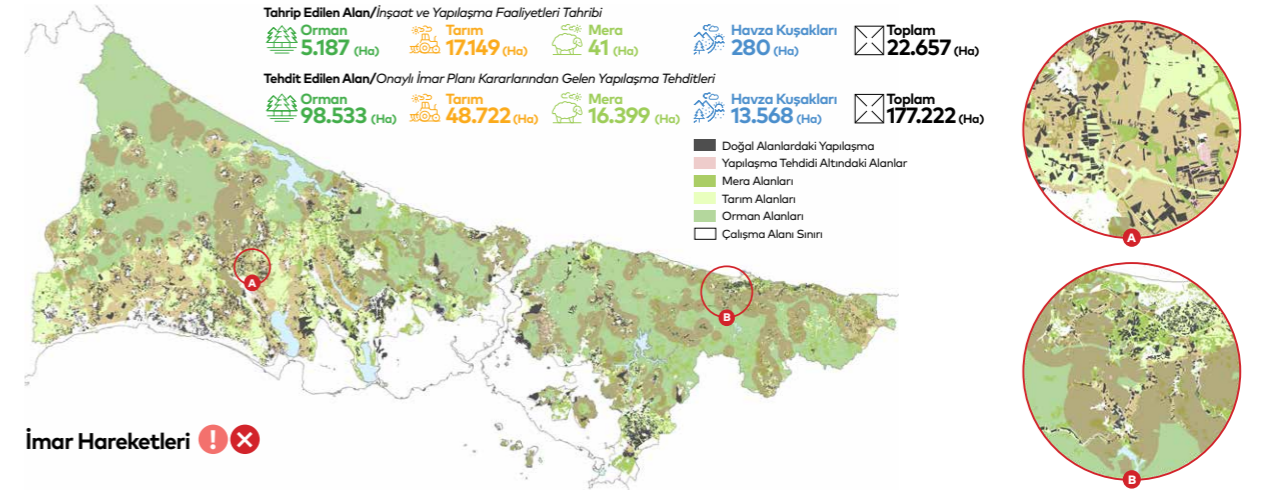 Tahrip Edilen Alan/İnşaat ve Yapılaşma Faaliyetleri Tahribi
Orman
5.187 (Ha)
Tarım
17.149 (Ha)
Mera
41 (Ha)
Havza Kuşakları
280 (Ha)
Toplam
22.657 (Ha)
Tehdit Edilen Alan/Onaylı İmar Planı Kararlarından Gelen Yapılaşma Tehditleri
Orman
98.533 (Ha)
Tarım
48.722 (Ha)
Mera
16.399 (Ha)
Havza Kuşakları
13.568 (Ha)
Toplam
177.222 (Ha)
Doğal Alanlardaki Yapılaşma
Yapılaşma Tehdidi Altındaki Alanlar
Mera Alanları
Tarım Alanları
Orman Alanları
Çalışma Alanı Sınırı
A
B
A
B
İmar Hareketleri !